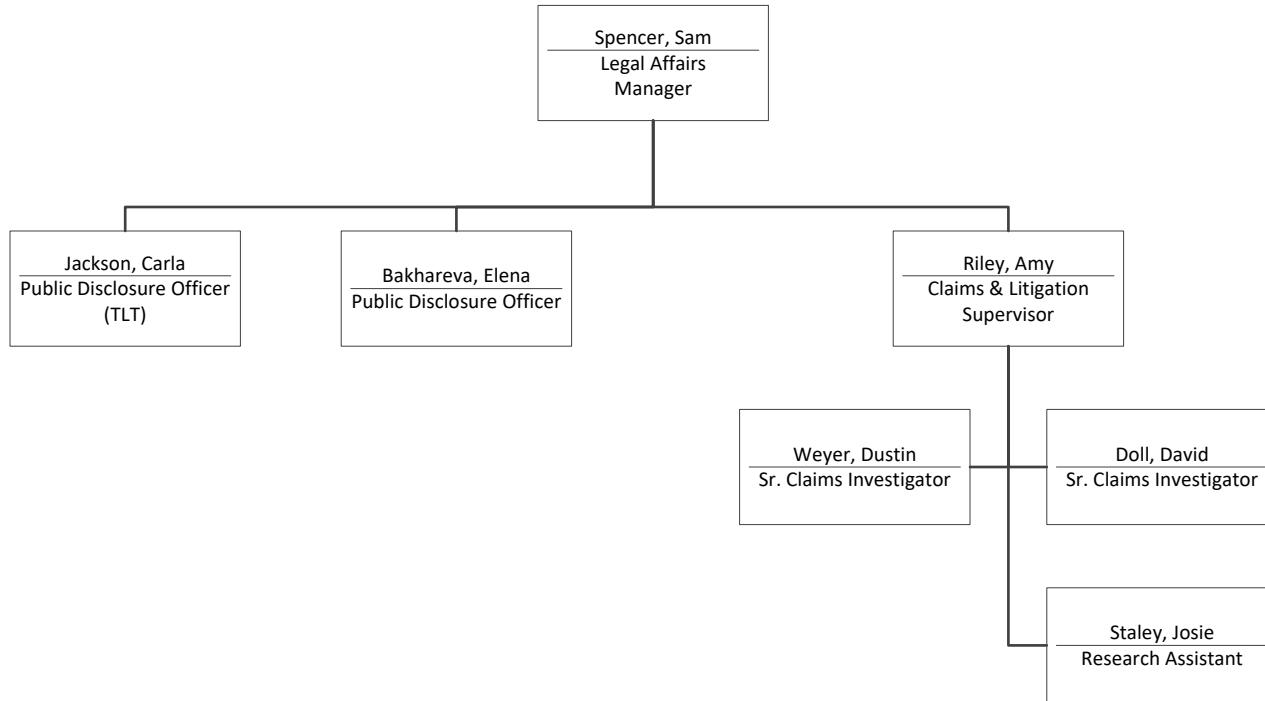 Spencer, Sam
Legal Affairs
Manager
Jackson, Carla
Public Disclosure Officer
(TLT)
Bakhareva, Elena
Public Disclosure Officer
Riley, Amy
Claims & Litigation
Supervisor
Weyer, Dustin
Sr. Claims Investigator
Doll, David
Sr. Claims Investigator
Staley, Josie
Research Assistant